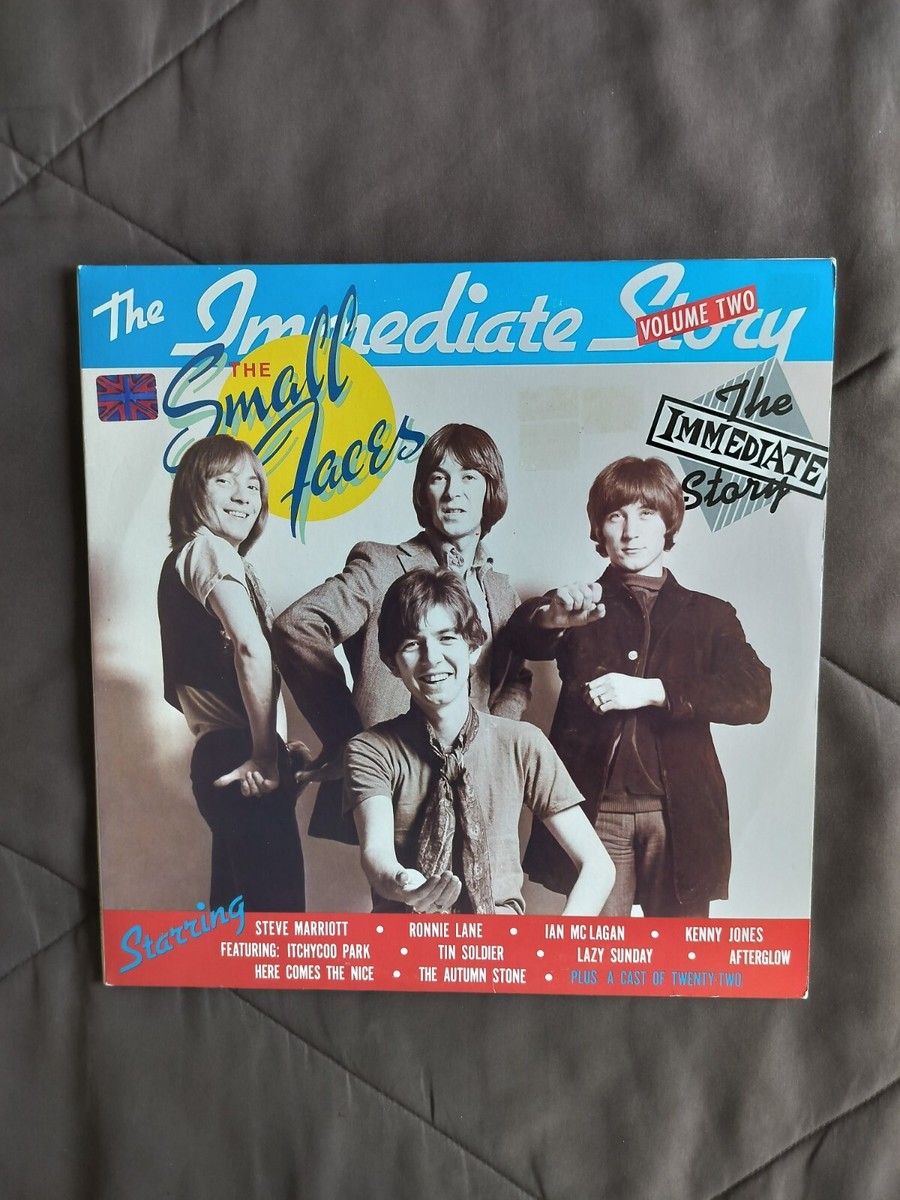 The Immediate Story
VOLUME TWO
THE
Small
Faces
The
IMMEDIATE
Story
Starring
STEVE MARRIOTT • RONNIE LANE • IAN MC LAGAN • KENNY JONES
FEATURING: ITCHYCOO PARK • TIN SOLDIER • LAZY SUNDAY • AFTERGLOW
HERE COMES THE NICE • THE AUTUMN STONE • PLUS A CAST OF TWENTY TWO